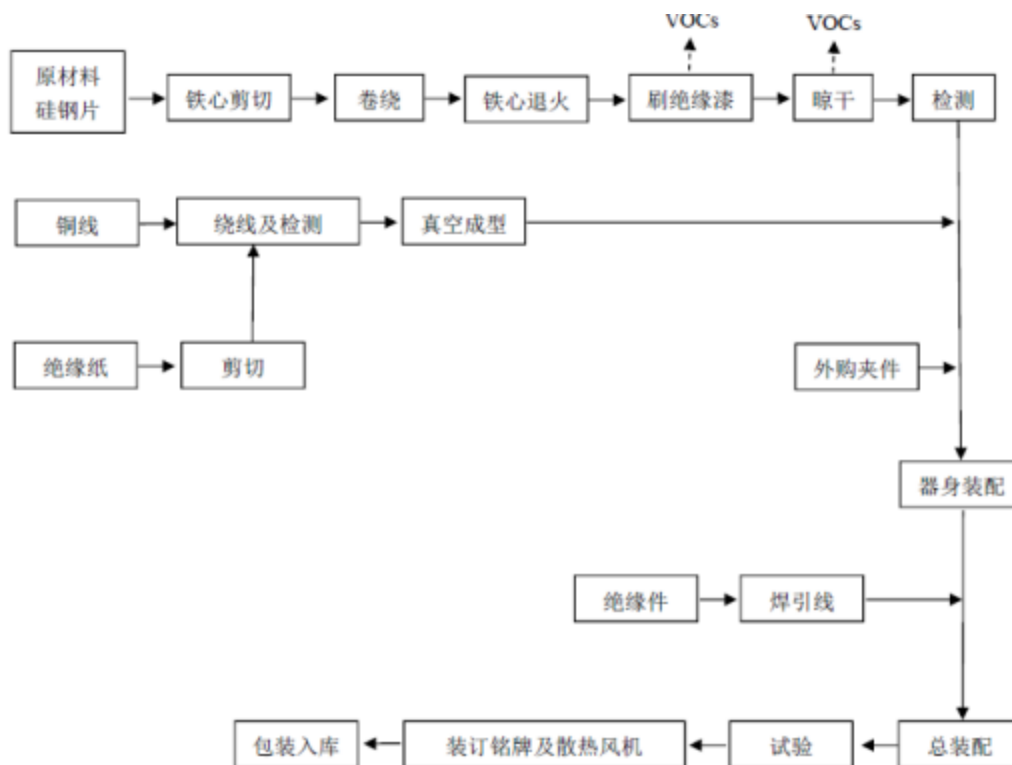 VOCs
VOCs
原材料
硅钢片
铁心剪切
卷绕
铁心退火
刷绝缘漆
晾干
检测
铜线
绕线及检测
真空成型
绝缘纸
剪切
外购夹件
器身装配
绝缘件
焊引线
包装入库
装订铭牌及散热风机
试验
总装配